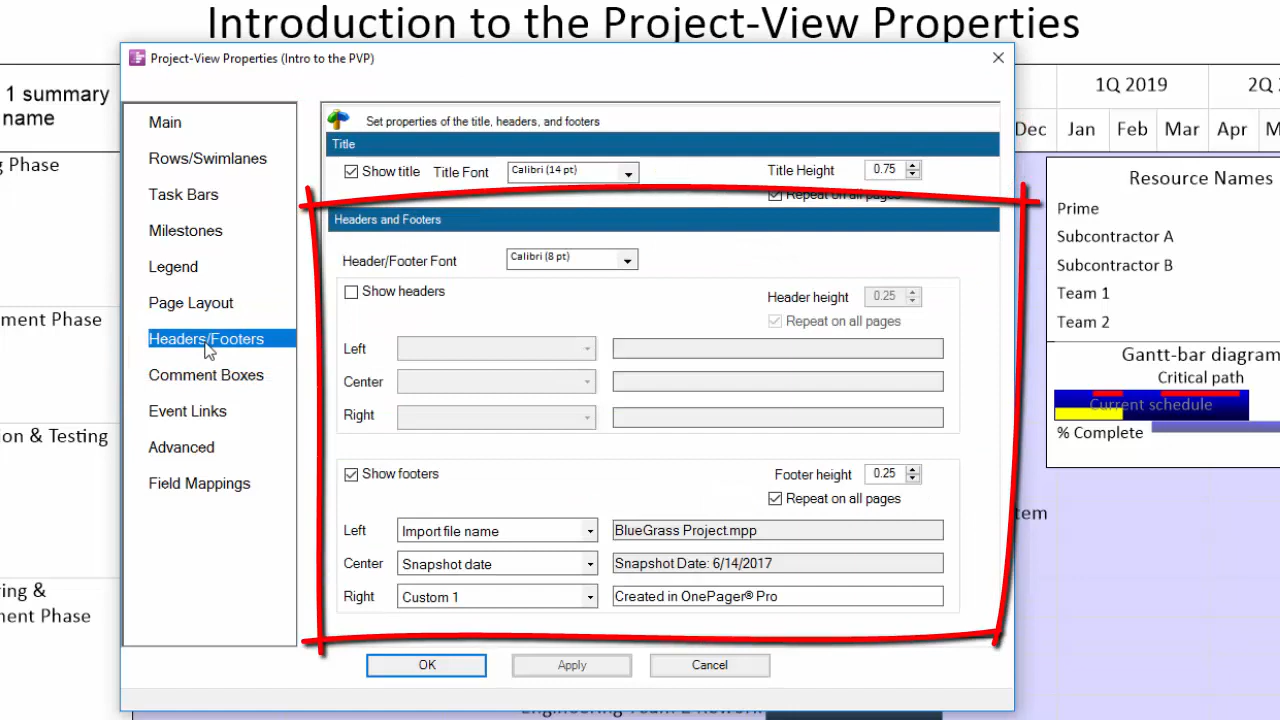 Introduction to the Project-View Properties
Project-View Properties (Intro to the PVP)
1 summary
name
g Phase
ment Phase
ion & Testing
ring &
ment Phase
Main
Rows/Swimlanes
Task Bars
Milestones
Legend
Page Layout
Headers/Footers
Comment Boxes
Event Links
Advanced
Field Mappings
Set properties of the title, headers, and footers
Title
Show title Title Font Calibri (14 pt) Title Height 0.75
Repeat on all pages
Headers and Footers
Header/Footer Font Calibri (8 pt)
Show headers Header height 0.25
Repeat on all pages
Left
Center
Right
Show footers Footer height 0.25
Repeat on all pages
Left Import file name BlueGrass Project.mpp
Center Snapshot date Snapshot Date: 6/14/2017
Right Custom 1 Created in OnePager® Pro
OK Apply Cancel
1Q 2019 2Q 2
Dec Jan Feb Mar Apr M
Resource Names
Prime
Subcontractor A
Subcontractor B
Team 1
Team 2
Gantt-bar diagram
Critical path
Current schedule
% Complete
tem
Engineering Team 2 Rework